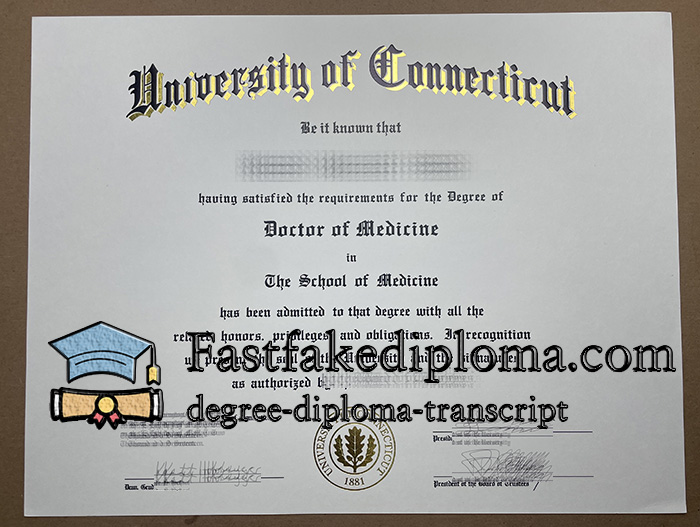 University of Connecticut
Be it known that
having satisfied the requirements for the Degree of
Doctor of Medicine
in
The School of Medicine
has been admitted to that degree with all the
honors, privileges and obligations. In recognition
Fastfakediploma.com
as authorized
degree-diploma-transcript
UNIVERSITY CONNECTICUT
1881
Dean,
President of the Board of Trustees